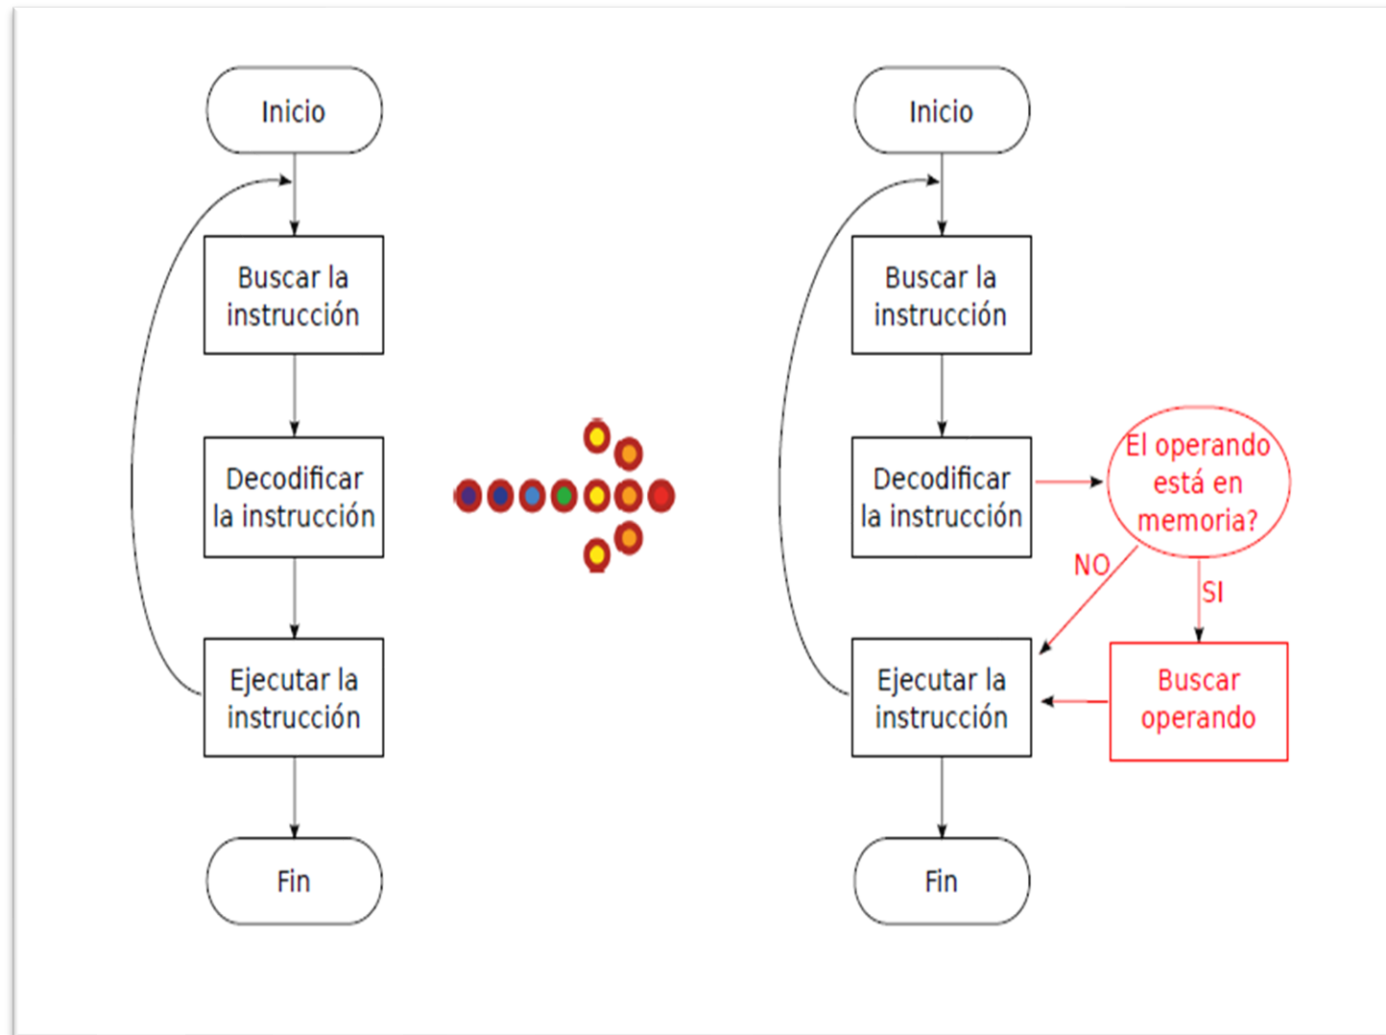 Inicio
Buscar la
instrucción
Decodificar
la instrucción
Ejecutar la
instrucción
Fin
Inicio
Buscar la
instrucción
Decodificar
la instrucción
El operando
está en
memoria?
NO
SI
Ejecutar la
instrucción
Buscar
operando
Fin